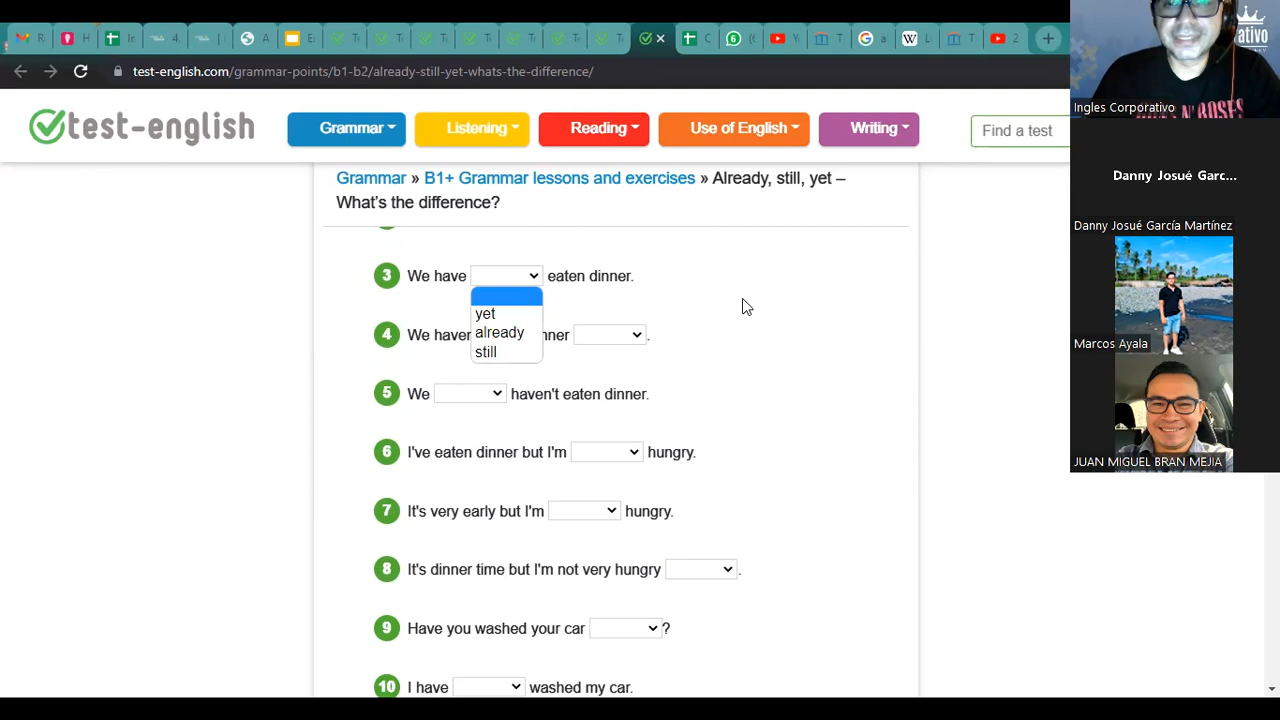 test-english.com/grammar-points/b1-b2/already-still-yet-whats-the-difference/
test-english
Grammar
Listening
Reading
Use of English
Writing
Find a test
Grammar » B1+ Grammar lessons and exercises » Already, still, yet –
What's the difference?
3 We have eaten dinner.
yet
already
still
4 We haven
5 We haven't eaten dinner.
6 I've eaten dinner but I'm hungry.
7 It's very early but I'm hungry.
8 It's dinner time but I'm not very hungry .
9 Have you washed your car ?
10 I have washed my car.
Ingles Corporativo
Danny Josué Garc...
Danny Josué García Martínez
Marcos Ayala
JUAN MIGUEL BRAN MEJIA